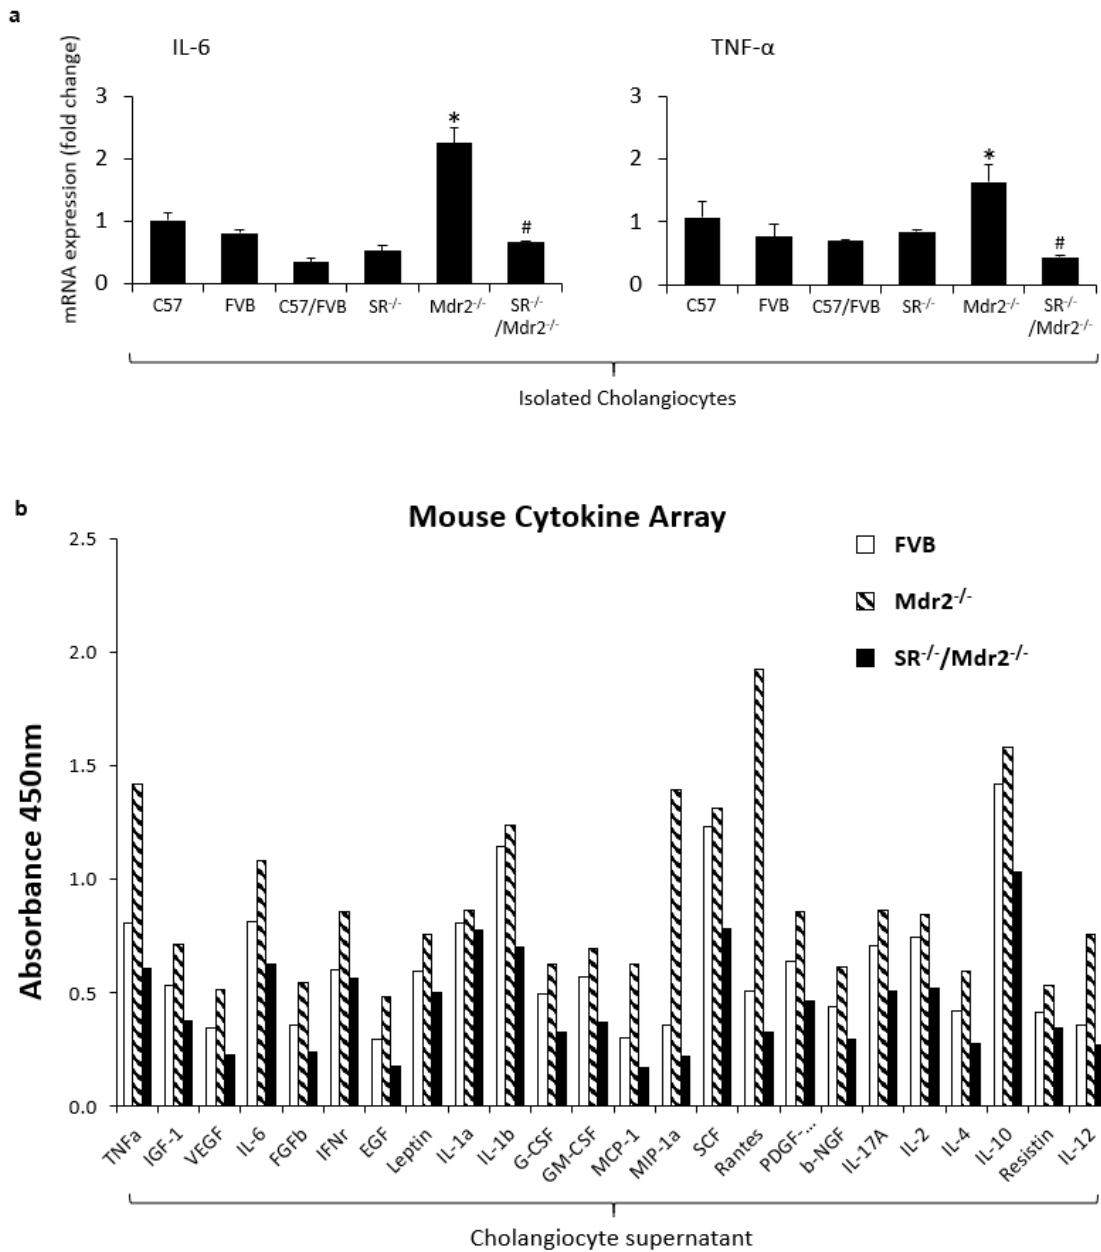 a
IL-6
TNF-α
mRNA expression (fold change)
3
2
1
0
*
#
C57 FVB C57/FVB SR-/- Mdr2-/- SR-/-
/Mdr2-/-
3
2
1
0
*
#
C57 FVB C57/FVB SR-/- Mdr2-/- SR-/-
/Mdr2-/-
Isolated Cholangiocytes
b
Mouse Cytokine Array
FVB
Mdr2-/-
SR-/-/Mdr2-/-
Absorbance 450nm
2.5
2.0
1.5
1.0
0.5
0.0
TNFa
IGF-1
VEGF
IL-6
FGFb
IFNr
EGF
Leptin
IL-1a
IL-1b
G-CSF
GM-CSF
MCP-1
MIP-1a
SCF
Rantes
PDGF-...
b-NGF
IL-17A
IL-2
IL-4
IL-10
Resistin
IL-12
Cholangiocyte supernatant